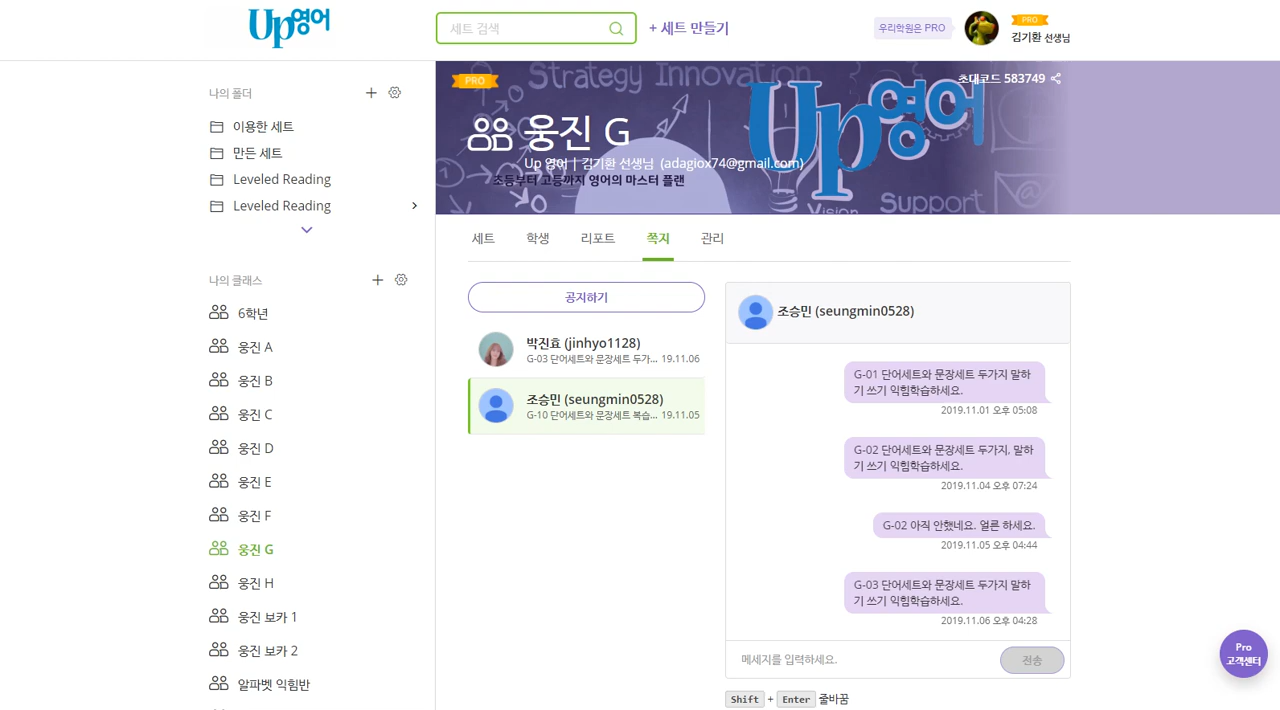 Up영어
세트 검색
+ 세트 만들기
우리학원은 PRO
PRO
김기환 선생님
나의 폴더
이용한 세트
만든 세트
Leveled Reading
Leveled Reading
나의 클래스
6학년
웅진 A
웅진 B
웅진 C
웅진 D
웅진 E
웅진 F
웅진 G
웅진 H
웅진 보카 1
웅진 보카 2
알파벳 익힘반
PRO
Strategy Innovation
초대코드 583749
Up영어
웅진 G
Up 영어 | 김기환 선생님 (adagiox74@gmail.com)
초등부터 고등까지 영어의 마스터 플랜
Vision
Support
세트
학생
리포트
쪽지
관리
공지하기
박진효 (jinhyo1128)
G-03 단어세트와 문장세트 두가... 19.11.06
조승민 (seungmin0528)
G-10 단어세트와 문장세트 복습... 19.11.05
조승민 (seungmin0528)
G-01 단어세트와 문장세트 두가지 말하
기 쓰기 익힘학습하세요.
2019.11.01 오후 05:08
G-02 단어세트와 문장세트 두가지, 말하
기 쓰기 익힘학습하세요.
2019.11.04 오후 07:24
G-02 아직 안했네요. 얼른 하세요.
2019.11.05 오후 04:44
G-03 단어세트와 문장세트 두가지 말하
기 쓰기 익힘학습하세요.
2019.11.06 오후 04:28
메세지를 입력하세요.
전송
Shift + Enter 줄바꿈
Pro
고객센터